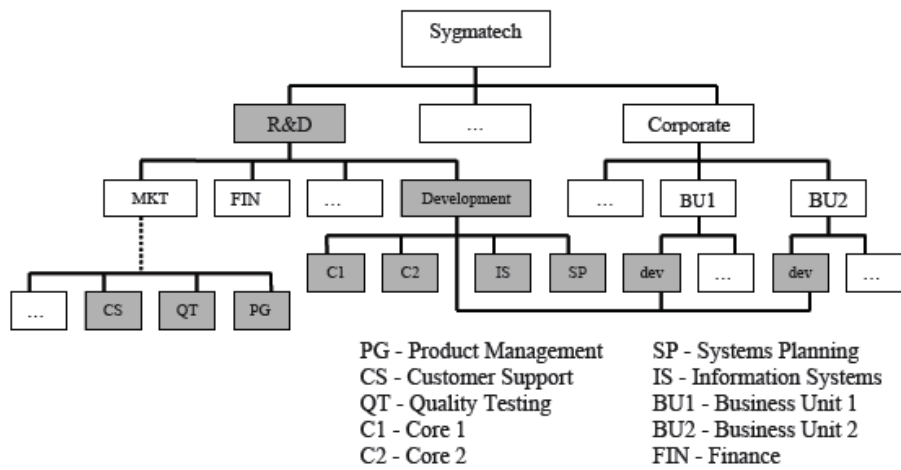 Sygmatech
R&D
...
Corporate
MKT
FIN
...
Development
...
BU1
BU2
C1
C2
IS
SP
dev
...
dev
...
...
CS
QT
PG
PG - Product Management
CS - Customer Support
QT - Quality Testing
C1 - Core 1
C2 - Core 2
SP - Systems Planning
IS - Information Systems
BU1 - Business Unit 1
BU2 - Business Unit 2
FIN - Finance